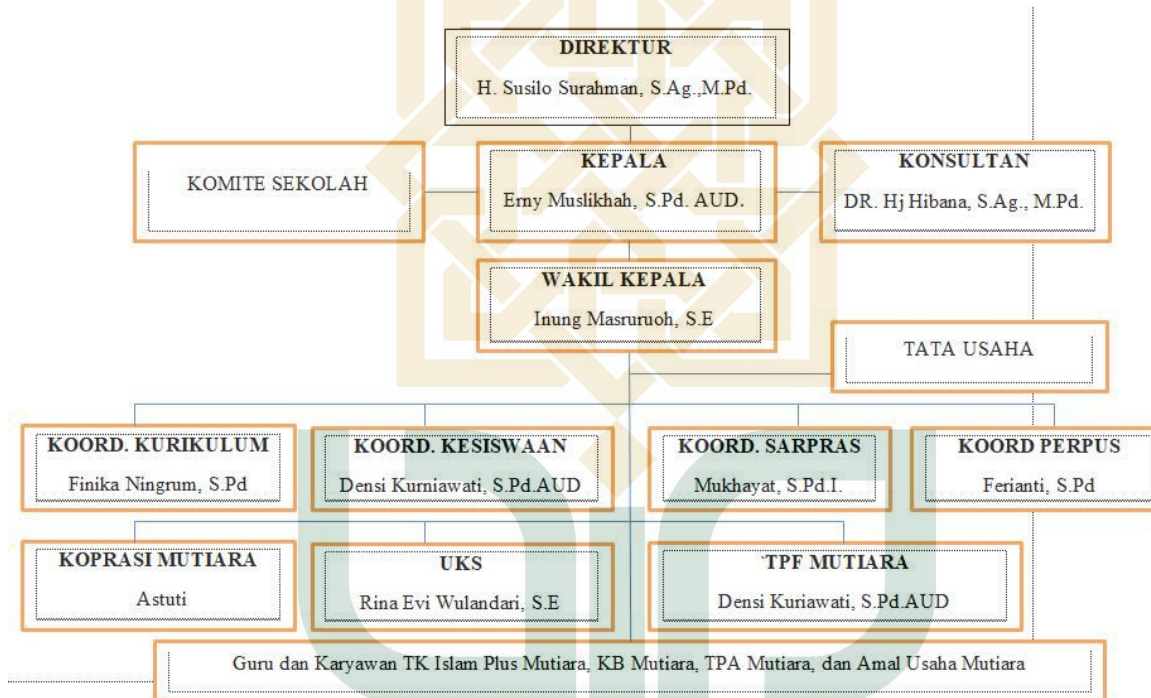 DIREKTUR
H. Susilo Surahman, S.Ag.,M.Pd.
KOMITE SEKOLAH
KEPALA
Erny Muslikhah, S.Pd. AUD.
KONSULTAN
DR. Hj Hibana, S.Ag., M.Pd.
WAKIL KEPALA
Inung Masruruoh, S.E
TATA USAHA
KOORD. KURIKULUM
Finika Ningrum, S.Pd
KOORD. KESISWAAN
Densi Kurniawati, S.Pd.AUD
KOORD. SARPRAS
Mukhayat, S.Pd.I.
KOORD PERPUS
Ferianti, S.Pd
KOPRASI MUTIARA
Astuti
UKS
Rina Evi Wulandari, S.E
`TPF MUTIARA
Densi Kuriawati, S.Pd.AUD
Guru dan Karyawan TK Islam Plus Mutiara, KB Mutiara, TPA Mutiara, dan Amal Usaha Mutiara